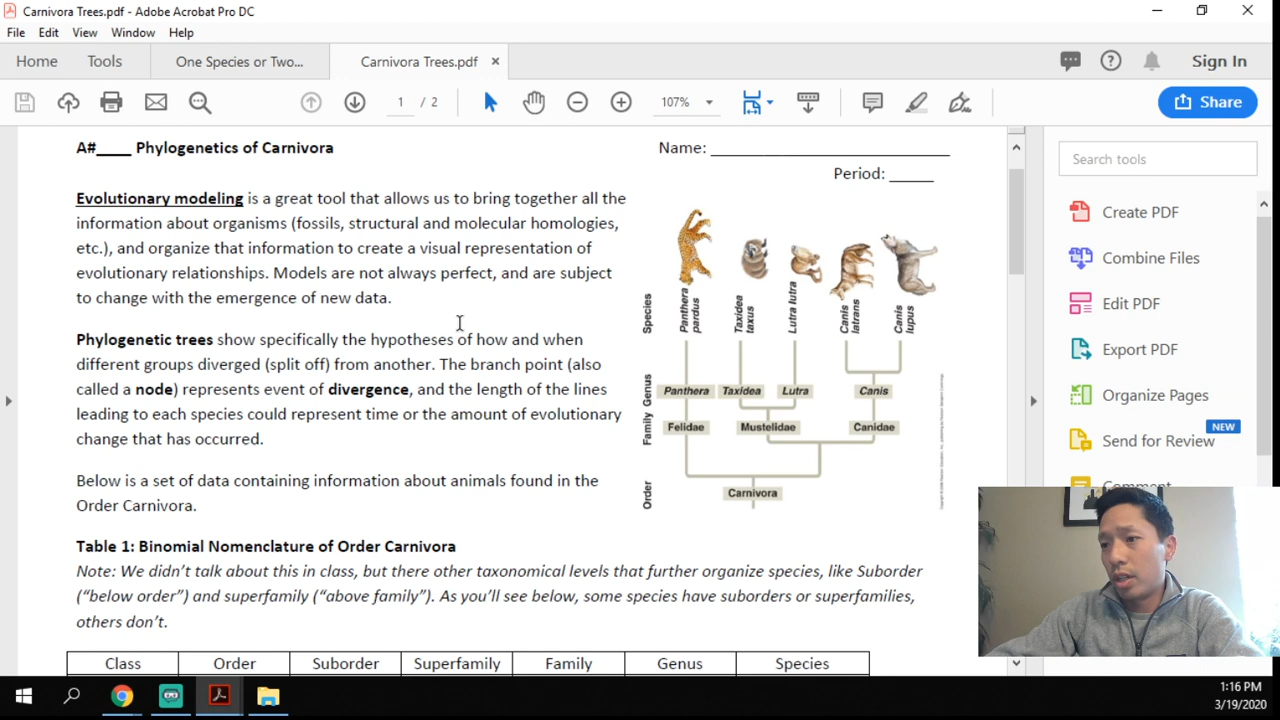 Carnivora Trees.pdf - Adobe Acrobat Pro DC
File Edit View Window Help
Home Tools One Species or Two... Carnivora Trees.pdf × Sign In
1 / 2 107% Share
A#____ Phylogenetics of Carnivora Name: ____________________
Period: _____
Search tools
Evolutionary modeling is a great tool that allows us to bring together all the
information about organisms (fossils, structural and molecular homologies,
etc.), and organize that information to create a visual representation of
evolutionary relationships. Models are not always perfect, and are subject
to change with the emergence of new data.
Phylogenetic trees show specifically the hypotheses of how and when
different groups diverged (split off) from another. The branch point (also
called a node) represents event of divergence, and the length of the lines
leading to each species could represent time or the amount of evolutionary
change that has occurred.
Below is a set of data containing information about animals found in the
Order Carnivora.
Species Panthera pardus Taxidea taxus Lutra lutra Canis latrans Canis lupus
Genus Panthera Taxidea Lutra Canis
Family Felidae Mustelidae Canidae
Order Carnivora
Create PDF
Combine Files
Edit PDF
Export PDF
Organize Pages
NEW
Send for Review
Comment
Table 1: Binomial Nomenclature of Order Carnivora
Note: We didn't talk about this in class, but there other taxonomical levels that further organize species, like Suborder
("below order") and superfamily ("above family"). As you'll see below, some species have suborders or superfamilies,
others don't.
Class Order Suborder Superfamily Family Genus Species
1:16 PM
3/19/2020